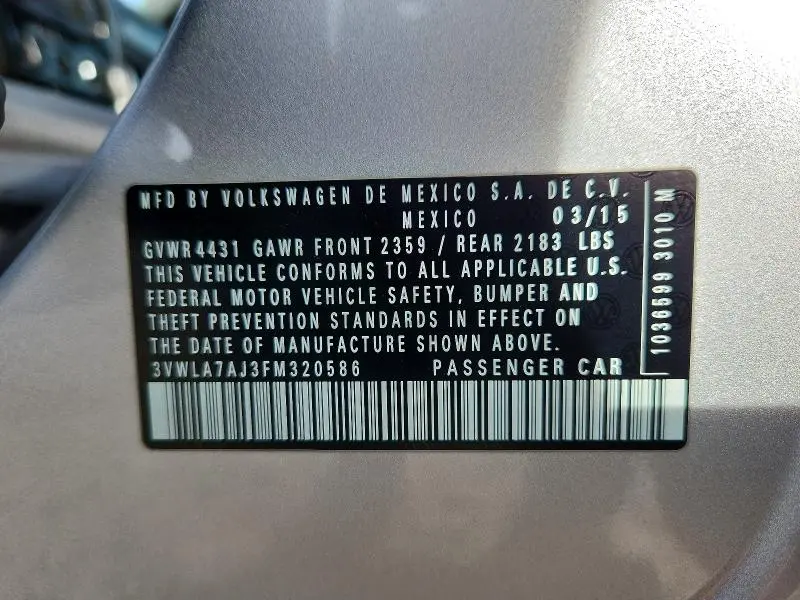 MFD BY VOLKSWAGEN DE MEXICO S.A. DE C.V.
MEXICO 03/15
GVWR 4431 GAWR FRONT 2359 / REAR 2183 LBS
THIS VEHICLE CONFORMS TO ALL APPLICABLE U.S.
FEDERAL MOTOR VEHICLE SAFETY, BUMPER AND
THEFT PREVENTION STANDARDS IN EFFECT ON
THE DATE OF MANUFACTURE SHOWN ABOVE.
3VWLA7AJ3FM320586 PASSENGER CAR
1036599 3010 M